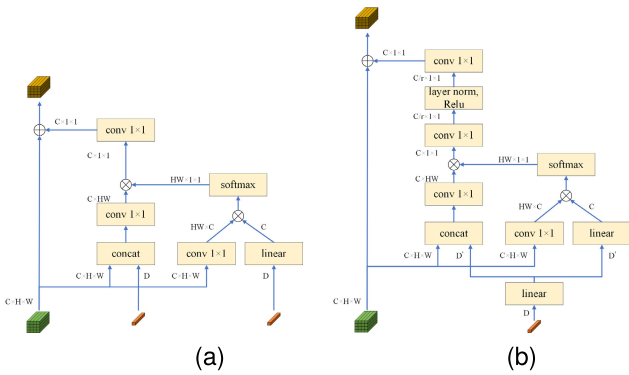 C×1×1
conv 1×1
C×1×1
HW×1×1
softmax
C×HW
conv 1×1
HW×C
C
concat
conv 1×1
linear
C×H×W
D
C×H×W
D
C×H×W
(a)
C×1×1
conv 1×1
C/r×1×1
layer norm,
Relu
C/r×1×1
conv 1×1
C×1×1
HW×1×1
softmax
C×HW
conv 1×1
HW×C
C
concat
conv 1×1
linear
C×H×W
D'
C×H×W
D'
linear
C×H×W
D
(b)